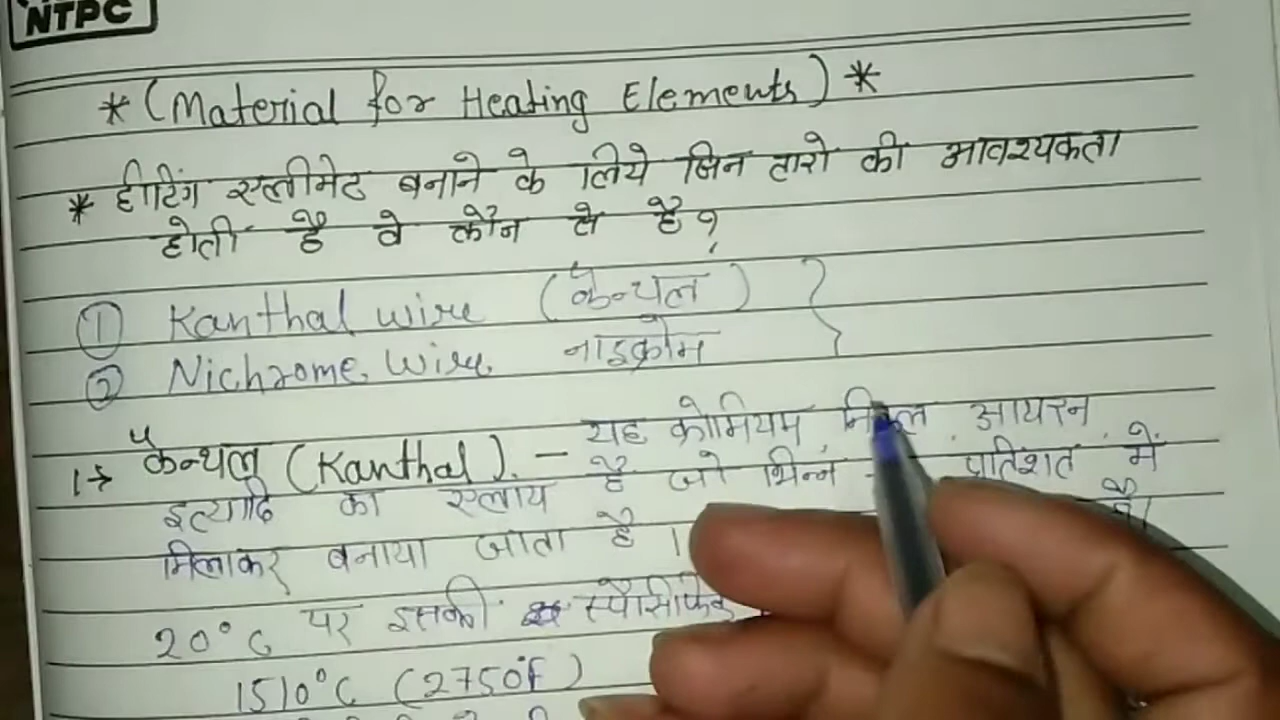 NTPC
* (Material for Heating Elements) *
* हीटिंग एलीमेंट बनाने के लिये जिन तारो की आवश्यकता
होती है वे कौन से है?
① Kanthal wire (कैन्थल)
② Nichrome wire नाइक्रोम
1→ कैन्थल (Kanthal). - यह क्रोमियम, आयरन,
इत्यादि का एलाय है जो भिन्न - प्रतिशत में
मिलाकर बनाया जाता है ।
20°C पर इसकी
1510°C (2750°F)